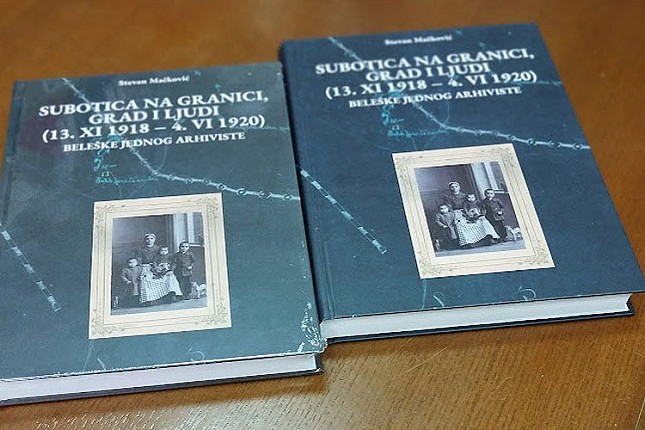 Stevan Mačković
SUBOTICA NA GRANICI,
GRAD I LJUDI
(13. XI 1918 – 4. VI 1920)
BELEŠKE JEDNOG ARHIVISTE
Stevan Mačković
SUBOTICA NA GRANICI,
GRAD I LJUDI
(13. XI 1918 – 4. VI 1920)
BELEŠKE JEDNOG ARHIVISTE